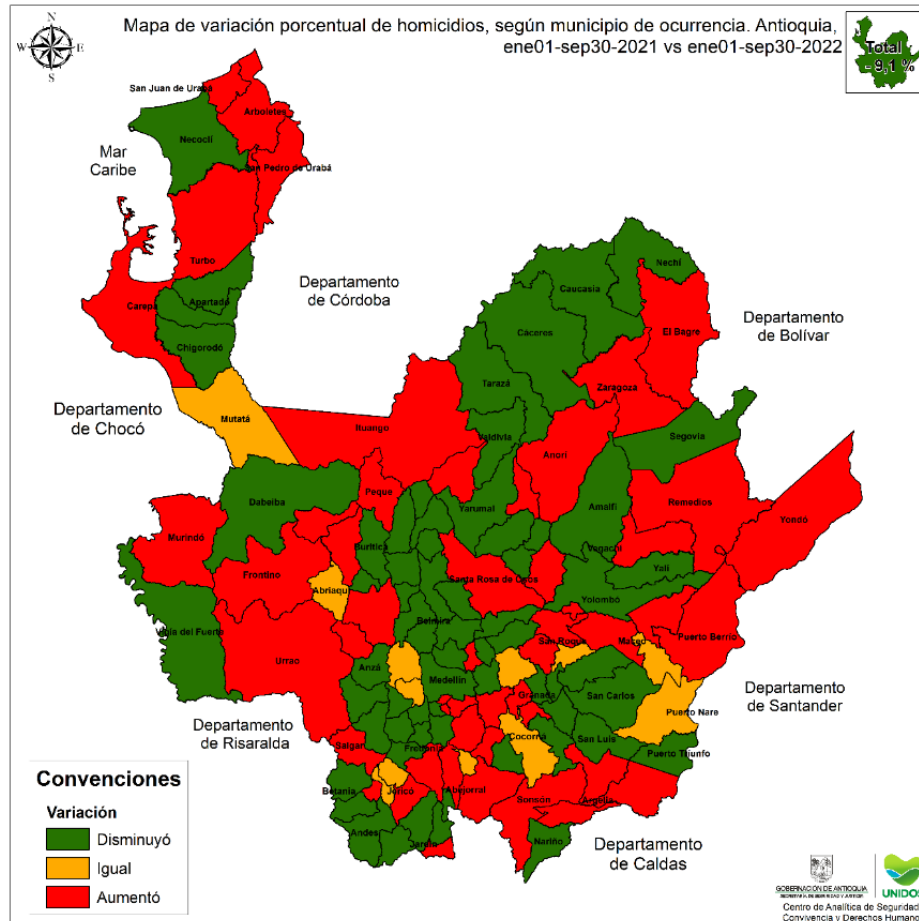 Mapa de variación porcentual de homicidios, según municipio de ocurrencia. Antioquia,
ene01-sep30-2021 vs ene01-sep30-2022
Total
- 9,1 %
N
W E
S
San Juan de Urabá
Arboletes
Necoclí
San Pedro de Urabá
Mar
Caribe
Turbo
Departamento
de Córdoba
Nechí
Caucasia
Carepa
Apartadó
Cáceres
El Bagre
Departamento
de Bolívar
Chigorodó
Tarazá
Zaragoza
Departamento
de Chocó
Mutatá
Ituango
Valdivia
Anorí
Segovia
Dabeiba
Peque
Yarumal
Amalfi
Remedios
Yondó
Murindó
Buriticá
Vegachí
Frontino
Abriaquí
Santa Rosa de Osos
Yalí
Yolombó
Vigía del Fuerte
Belmira
Urrao
San Roque
Maceo
Puerto Berrío
Anzá
Medellín
Granada
San Carlos
Departamento
de Santander
Puerto Nare
Departamento
de Risaralda
Salgar
Fredonia
Cocorná
San Luis
Puerto Triunfo
Betania
Jericó
Abejorral
Sonsón
Argelia
Andes
Jardín
Nariño
Departamento
de Caldas
Convenciones
Variación
Disminuyó
Igual
Aumentó
GOBERNACIÓN DE ANTIOQUIA
UNIDOS
Centro de Analítica de Seguridad,
Convivencia y Derechos Humanos